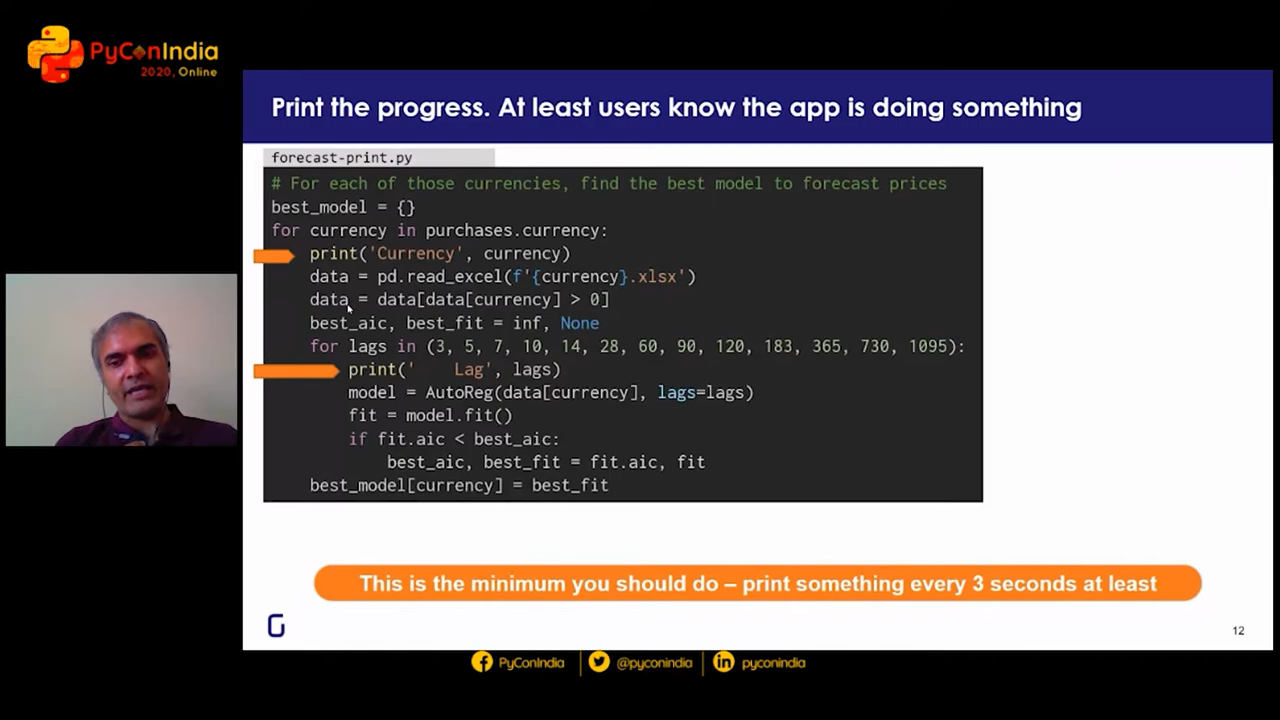 PyConIndia
2020, Online
Print the progress. At least users know the app is doing something
forecast-print.py
# For each of those currencies, find the best model to forecast prices
best_model = {}
for currency in purchases.currency:
    print('Currency', currency)
    data = pd.read_excel(f'{currency}.xlsx')
    data = data[data[currency] > 0]
    best_aic, best_fit = inf, None
    for lags in (3, 5, 7, 10, 14, 28, 60, 90, 120, 183, 365, 730, 1095):
        print('    Lag', lags)
        model = AutoReg(data[currency], lags=lags)
        fit = model.fit()
        if fit.aic < best_aic:
            best_aic, best_fit = fit.aic, fit
    best_model[currency] = best_fit
This is the minimum you should do – print something every 3 seconds at least
12
PyConIndia
@pyconindia
pyconindia